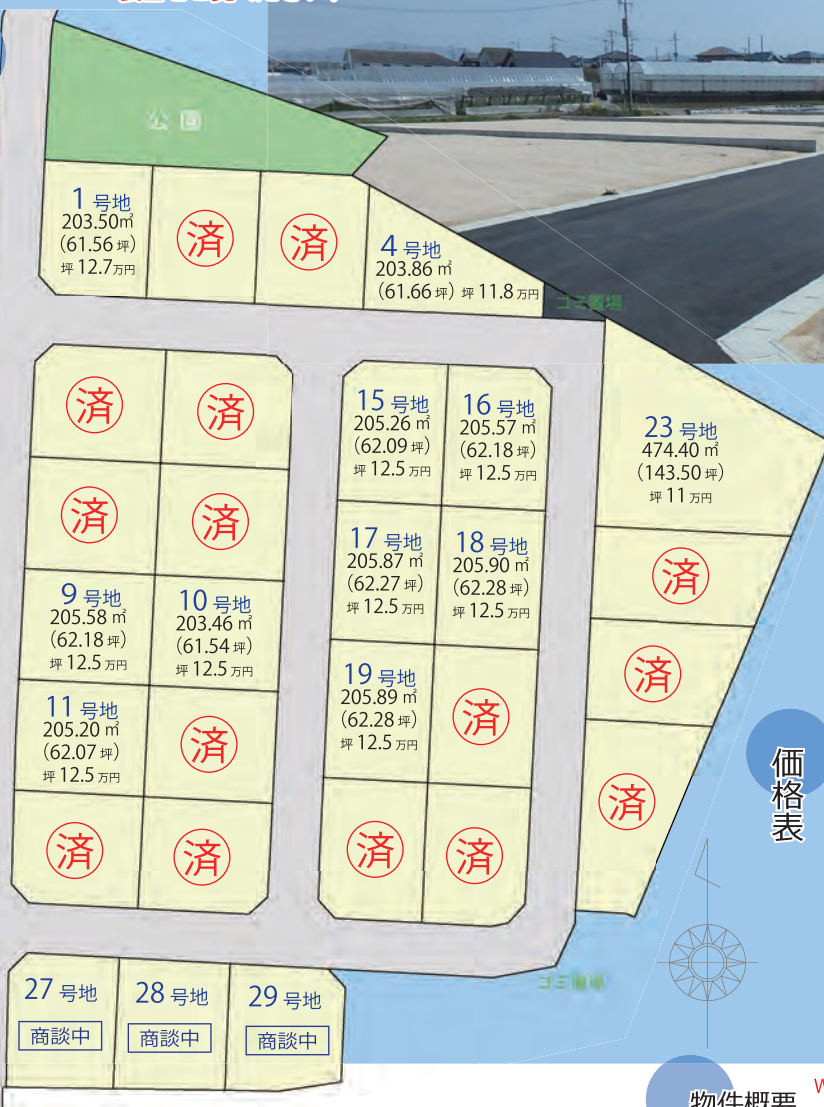 公園
1 号地
203.50㎡
(61.56 坪)
坪 12.7万円
済
済
4 号地
203.86 ㎡
(61.66 坪) 坪 11.8 万円
ゴミ置場
済
済
15 号地
205.26 ㎡
(62.09 坪)
坪 12.5 万円
16 号地
205.57 ㎡
(62.18 坪)
坪 12.5 万円
23 号地
474.40 ㎡
(143.50 坪)
坪 11 万円
済
済
17 号地
205.87 ㎡
(62.27 坪)
坪 12.5 万円
18 号地
205.90 ㎡
(62.28 坪)
坪 12.5 万円
済
9 号地
205.58 ㎡
(62.18 坪)
坪 12.5 万円
10 号地
203.46 ㎡
(61.54 坪)
坪 12.5 万円
19 号地
205.89 ㎡
(62.28 坪)
坪 12.5 万円
済
済
11 号地
205.20 ㎡
(62.07 坪)
坪 12.5 万円
済
済
済
済
済
済
済
価格表
ゴミ置場
27 号地
商談中
28 号地
商談中
29 号地
商談中
物件概要
W